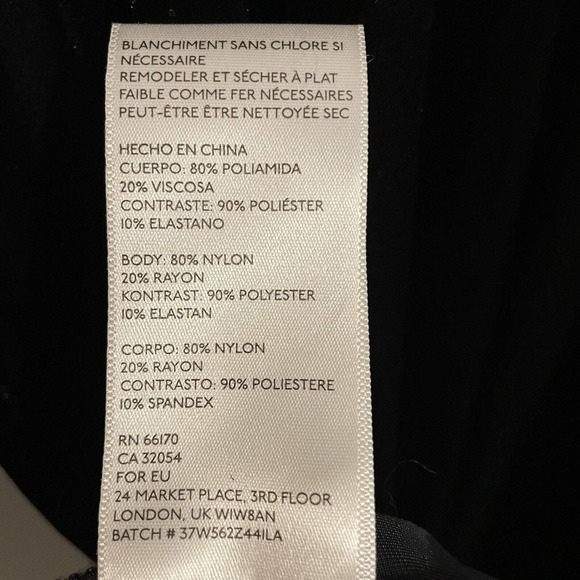 BLANCHIMENT SANS CHLORE SI
NÉCESSAIRE
REMODELER ET SÉCHER À PLAT
FAIBLE COMME FER NÉCESSAIRES
PEUT-ÊTRE ÊTRE NETTOYÉE SEC
HECHO EN CHINA
CUERPO: 80% POLIAMIDA
20% VISCOSA
CONTRASTE: 90% POLIÉSTER
10% ELASTANO
BODY: 80% NYLON
20% RAYON
KONTRAST: 90% POLYESTER
10% ELASTAN
CORPO: 80% NYLON
20% RAYON
CONTRASTO: 90% POLIESTERE
10% SPANDEX
RN 66170
CA 32054
FOR EU
24 MARKET PLACE, 3RD FLOOR
LONDON, UK W1W8AN
BATCH # 37W562Z441LA